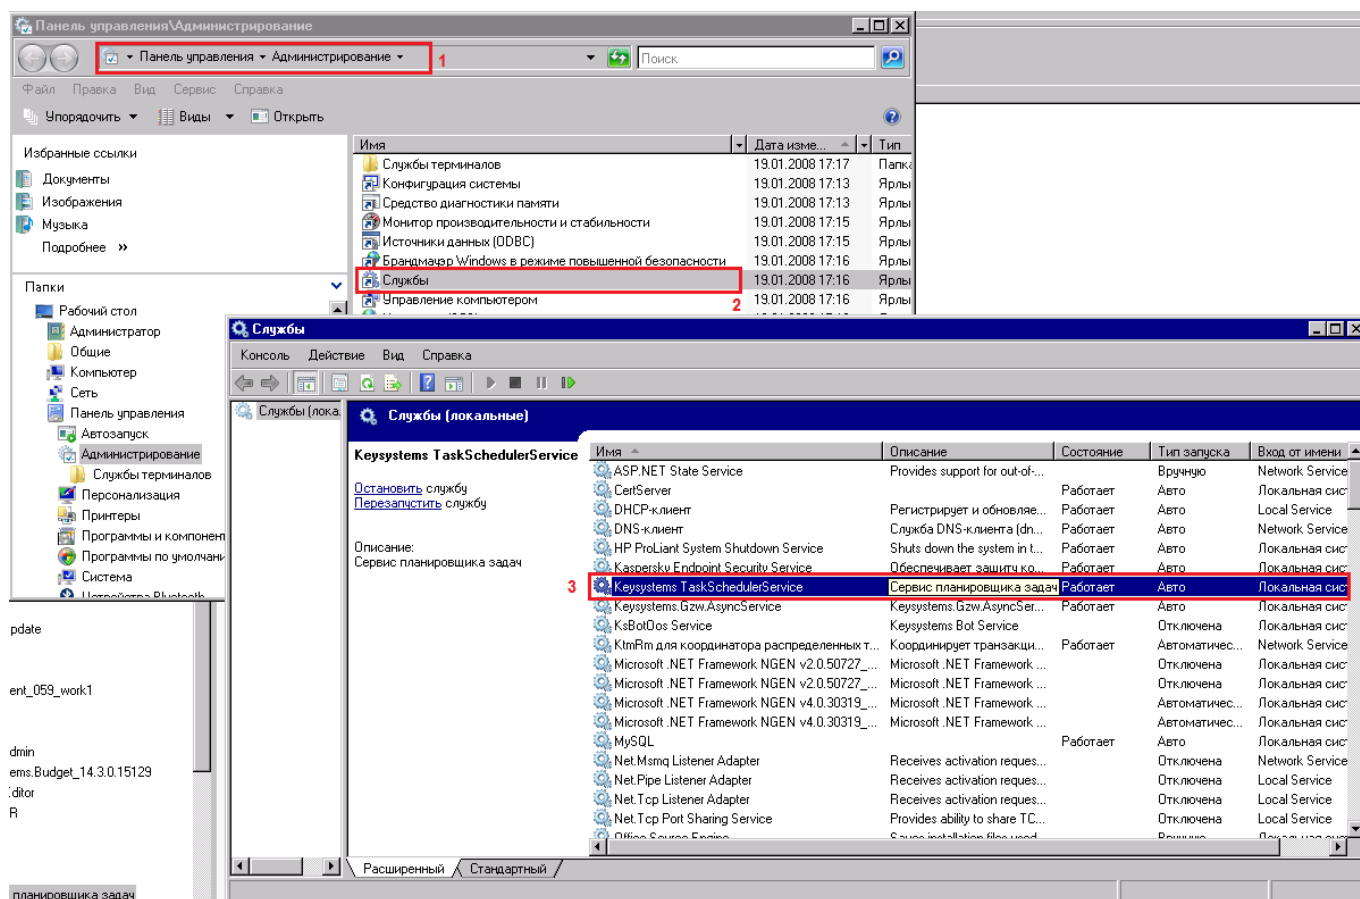 Панель управления\Администрирование
Панель управления Администрирование
1
Поиск
Файл Правка Вид Сервис Справка
Упорядочить Виды Открыть
Избранные ссылки
Документы
Изображения
Музыка
Подробнее »
Папки
Рабочий стол
Администратор
Общие
Компьютер
Сеть
Панель управления
Автозапуск
Администрирование
Службы терминалов
Персонализация
Принтеры
Программы и компонент
Программы по умолчани
Система
Имя Дата изме... Тип
Службы терминалов 19.01.2008 17:17 Папка
Конфигурация системы 19.01.2008 17:13 Ярлы
Средство диагностики памяти 19.01.2008 17:13 Ярлы
Монитор производительности и стабильности 19.01.2008 17:15 Ярлы
Источники данных (ODBC) 19.01.2008 17:15 Ярлы
Брандмауэр Windows в режиме повышенной безопасности 19.01.2008 17:16 Ярлы
Службы 19.01.2008 17:16 Ярлы
Управление компьютером 19.01.2008 17:16 Ярлы
2
Службы
Консоль Действие Вид Справка
Службы (лока
Службы (локальные)
Keysystems TaskSchedulerService
Остановить службу
Перезапустить службу
Описание:
Сервис планировщика задач
Имя Описание Состояние Тип запуска Вход от имени
ASP.NET State Service Provides support for out-of-... Вручную Network Service
CertServer Работает Авто Локальная сис
DHCP-клиент Регистрирует и обновляе... Работает Авто Local Service
DNS-клиент Служба DNS-клиента (dn... Работает Авто Network Service
HP ProLiant System Shutdown Service Shuts down the system in t... Работает Авто Локальная сис
Kaspersky Endpoint Security Service Обеспечивает защиту ко... Работает Авто Локальная сис
3
Keysystems TaskSchedulerService Сервис планировщика задач Работает Авто Локальная сис
Keysystems.Gzw.AsyncService Keysystems.Gzw.AsyncSer... Работает Авто Локальная сис
KsBotOos Service Keysystems Bot Service Отключена Локальная сис
KtmRm для координатора распределенных т... Координирует транзакци... Работает Автоматичес... Network Service
Microsoft .NET Framework NGEN v2.0.50727_... Microsoft .NET Framework ... Отключена Локальная сис
Microsoft .NET Framework NGEN v2.0.50727_... Microsoft .NET Framework ... Отключена Локальная сис
Microsoft .NET Framework NGEN v4.0.30319_... Microsoft .NET Framework ... Автоматичес... Локальная сис
Microsoft .NET Framework NGEN v4.0.30319_... Microsoft .NET Framework ... Автоматичес... Локальная сис
MySQL Работает Авто Локальная сис
Net.Msmq Listener Adapter Receives activation reques... Отключена Network Service
Net.Pipe Listener Adapter Receives activation reques... Отключена Local Service
Net.Tcp Listener Adapter Receives activation reques... Отключена Local Service
Net.Tcp Port Sharing Service Provides ability to share TC... Отключена Local Service
Расширенный Стандартный
pdate
ent_059_work1
dmin
ems.Budget_14.3.0.15129
ditor
R
планировщика задач